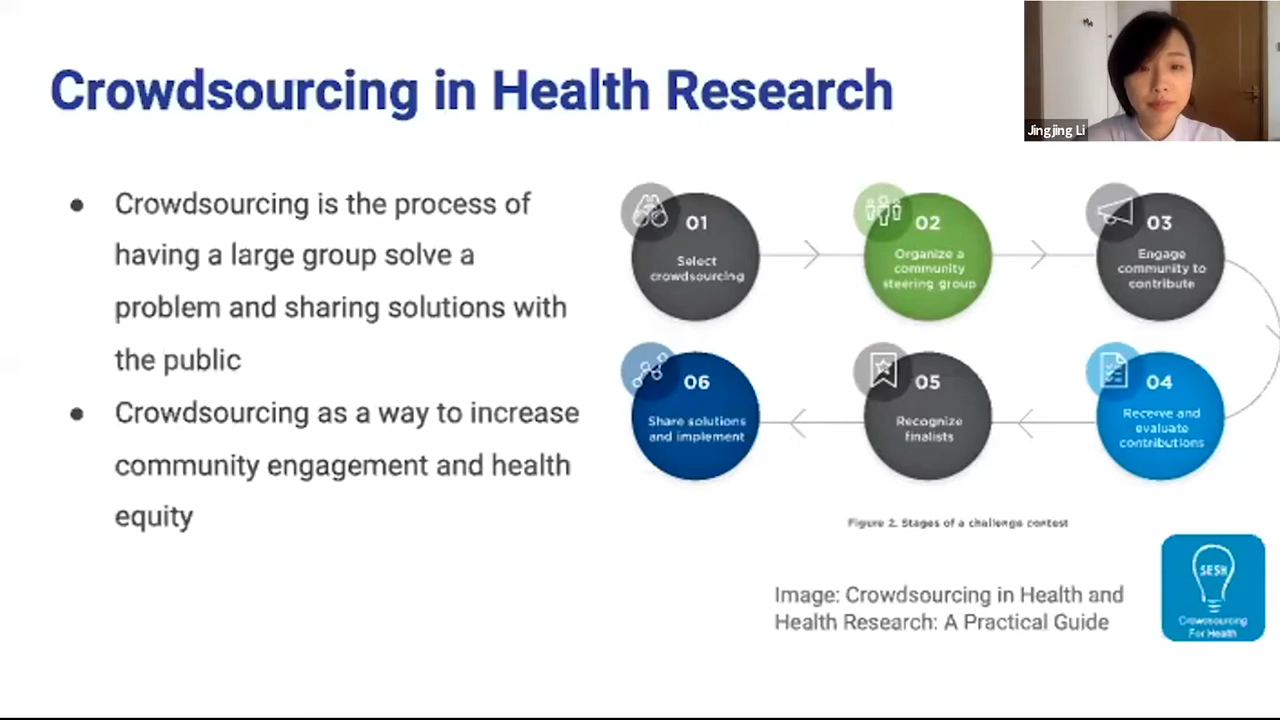 Crowdsourcing in Health Research
Jingjing Li
● Crowdsourcing is the process of
having a large group solve a
problem and sharing solutions with
the public
● Crowdsourcing as a way to increase
community engagement and health
equity
01
Select
crowdsourcing
02
Organize a
community
steering group
03
Engage
community to
contribute
04
Receive and
evaluate
contributions
05
Recognize
finalists
06
Share solutions
and implement
Figure 2. Stages of a challenge contest
Image: Crowdsourcing in Health and
Health Research: A Practical Guide
SESH
Crowdsourcing
For Health